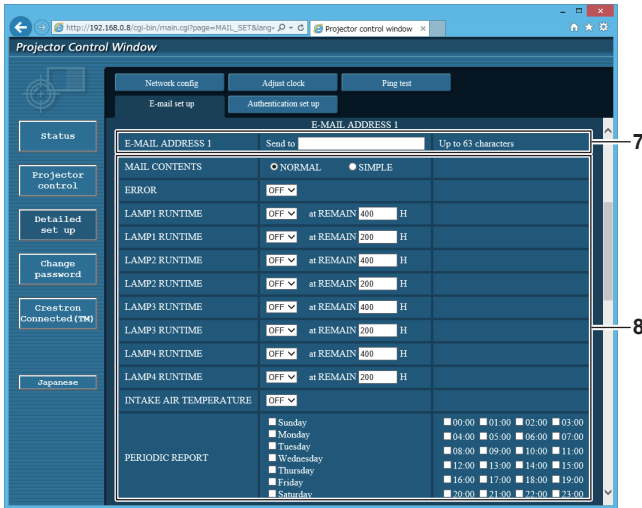 http://192.168.0.8/cgi-bin/main.cgi?page=MAIL_SET&lang= Projector control window ×
Projector Control Window
Network config Adjust clock Ping test
E-mail set up Authentication set up
E-MAIL ADDRESS 1
Status
E-MAIL ADDRESS 1 Send to Up to 63 characters 7
Projector control
MAIL CONTENTS NORMAL SIMPLE
ERROR OFF
Detailed set up
LAMP1 RUNTIME OFF at REMAIN 400 H
LAMP1 RUNTIME OFF at REMAIN 200 H
Change password
LAMP2 RUNTIME OFF at REMAIN 400 H
LAMP2 RUNTIME OFF at REMAIN 200 H
Crestron Connected(TM)
LAMP3 RUNTIME OFF at REMAIN 400 H
LAMP3 RUNTIME OFF at REMAIN 200 H 8
LAMP4 RUNTIME OFF at REMAIN 400 H
Japanese
LAMP4 RUNTIME OFF at REMAIN 200 H
INTAKE AIR TEMPERATURE OFF
PERIODIC REPORT
Sunday
Monday
Tuesday
Wednesday
Thursday
Friday
Saturday
00:00 01:00 02:00 03:00
04:00 05:00 06:00 07:00
08:00 09:00 10:00 11:00
12:00 13:00 14:00 15:00
16:00 17:00 18:00 19:00
20:00 21:00 22:00 23:00